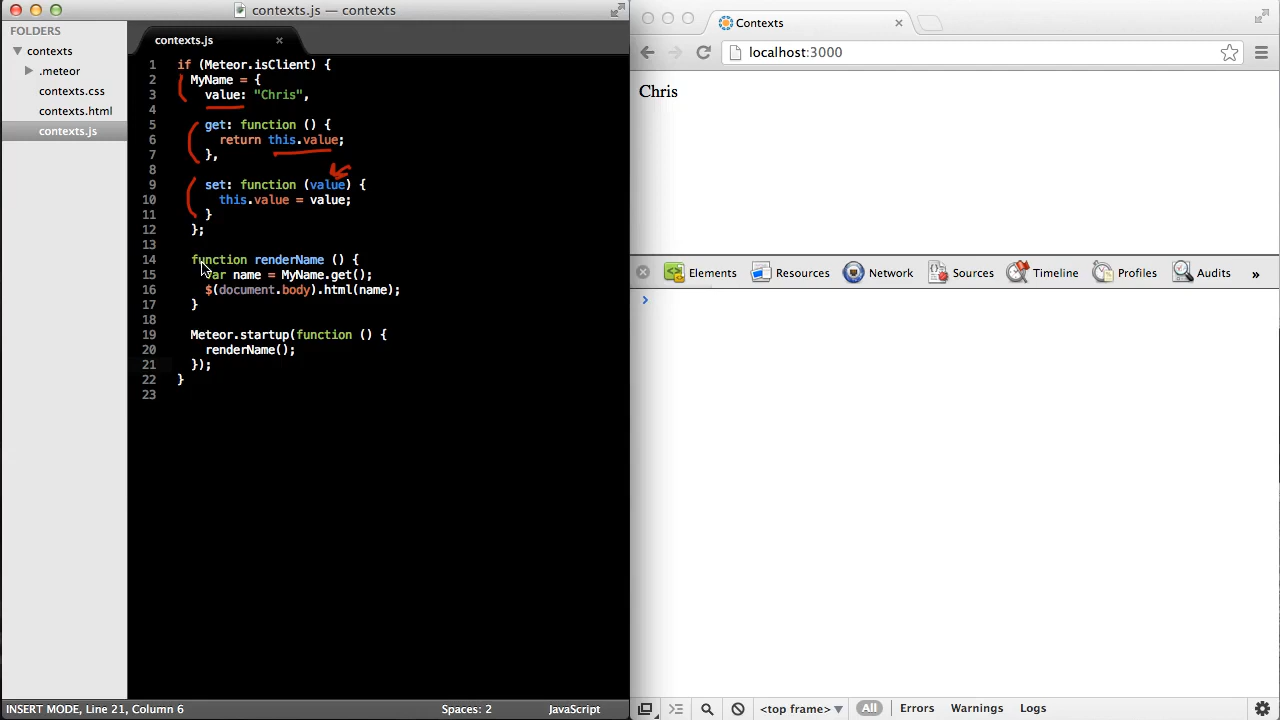 contexts.js — contexts
FOLDERS
contexts
.meteor
contexts.css
contexts.html
contexts.js
contexts.js
1 if (Meteor.isClient) {
2 MyName = {
3 value: "Chris",
4
5 get: function () {
6 return this.value;
7 },
8
9 set: function (value) {
10 this.value = value;
11 }
12 };
13
14 function renderName () {
15 var name = MyName.get();
16 $(document.body).html(name);
17 }
18
19 Meteor.startup(function () {
20 renderName();
21 });
22 }
23
INSERT MODE, Line 21, Column 6
Spaces: 2
JavaScript
Contexts
localhost:3000
Chris
Elements Resources Network Sources Timeline Profiles Audits »
<top frame> All Errors Warnings Logs